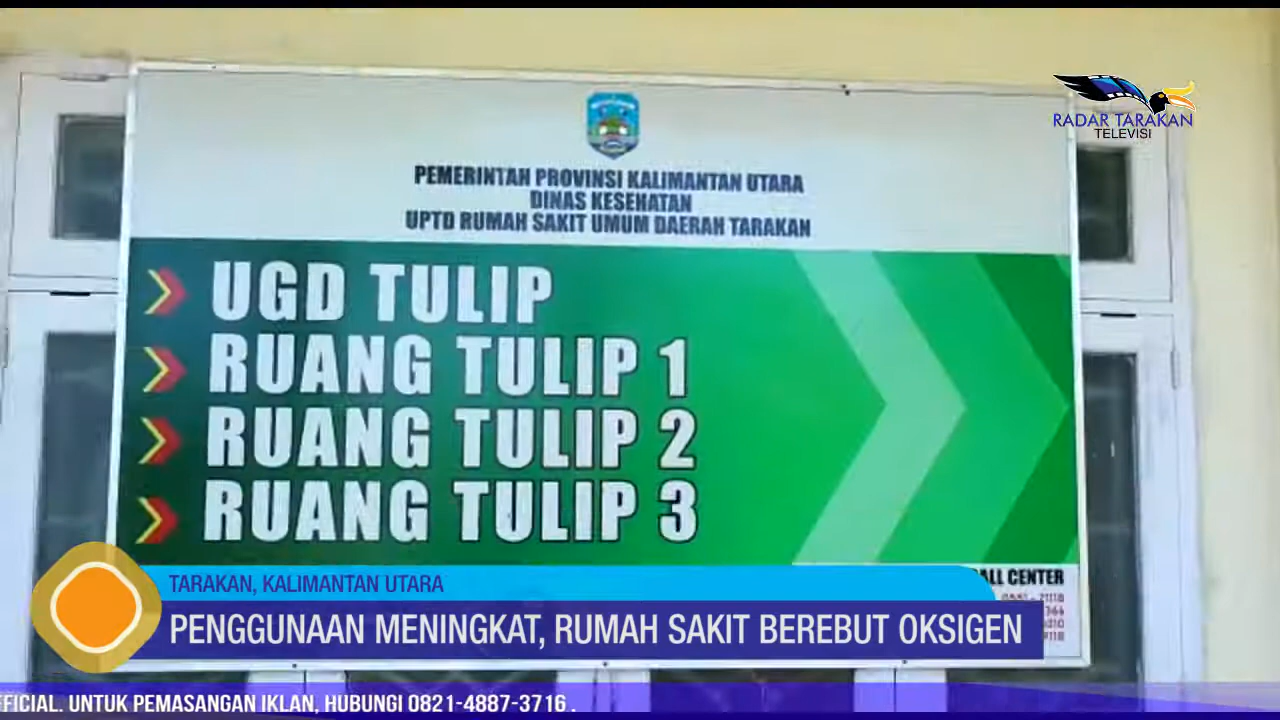 RADAR TARAKAN
TELEVISI
PEMERINTAH PROVINSI KALIMANTAN UTARA
DINAS KESEHATAN
UPTD RUMAH SAKIT UMUM DAERAH TARAKAN
UGD TULIP
RUANG TULIP 1
RUANG TULIP 2
RUANG TULIP 3
CENTER
TARAKAN, KALIMANTAN UTARA
PENGGUNAAN MENINGKAT, RUMAH SAKIT BEREBUT OKSIGEN
UNTUK PEMASANGAN IKLAN, HUBUNGI 0821-4887-3716 .